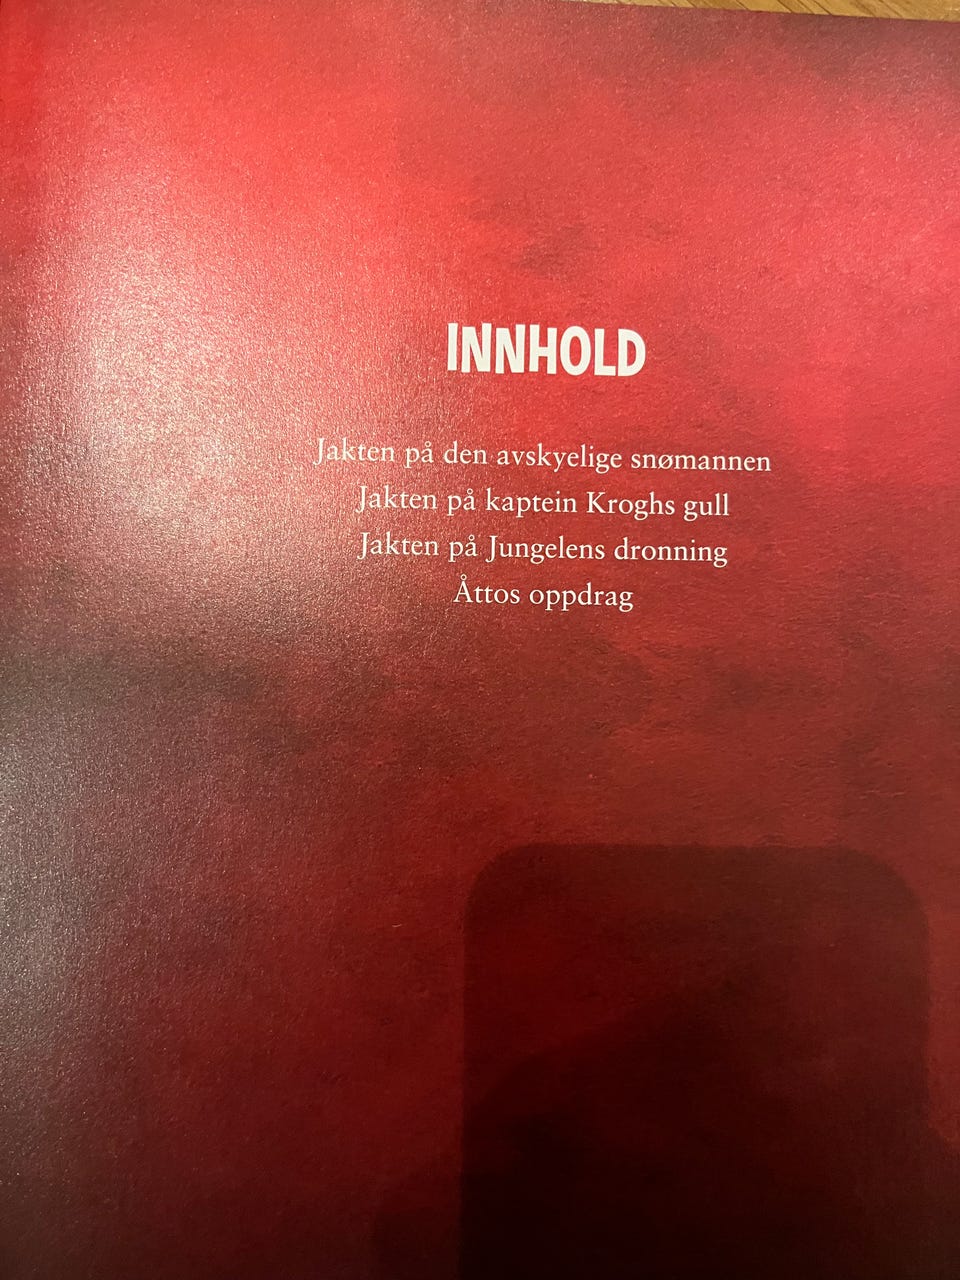 INNHOLD
Jakten på den avskyelige snømannen
Jakten på kaptein Kroghs gull
Jakten på Jungelens dronning
Åttos oppdrag